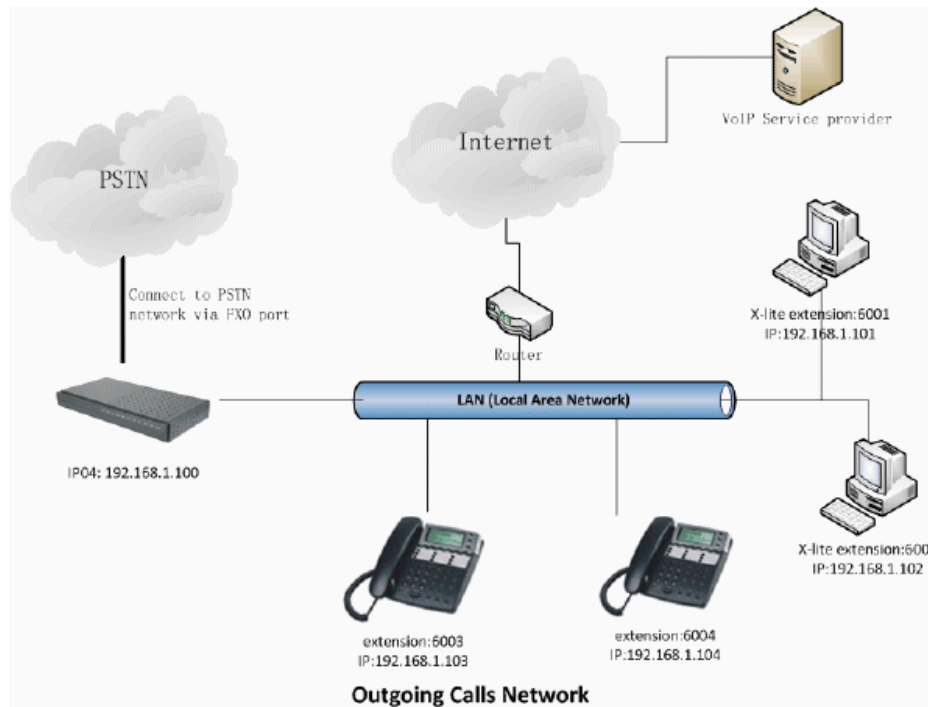 VoIP Service provider
Internet
PSTN
Connect to PSTN
network via FXO port
X-lite extension:6001
IP:192.168.1.101
Router
LAN (Local Area Network)
IP04: 192.168.1.100
X-lite extension:600
IP:192.168.1.102
extension:6003
IP:192.168.1.103
extension:6004
IP:192.168.1.104
Outgoing Calls Network